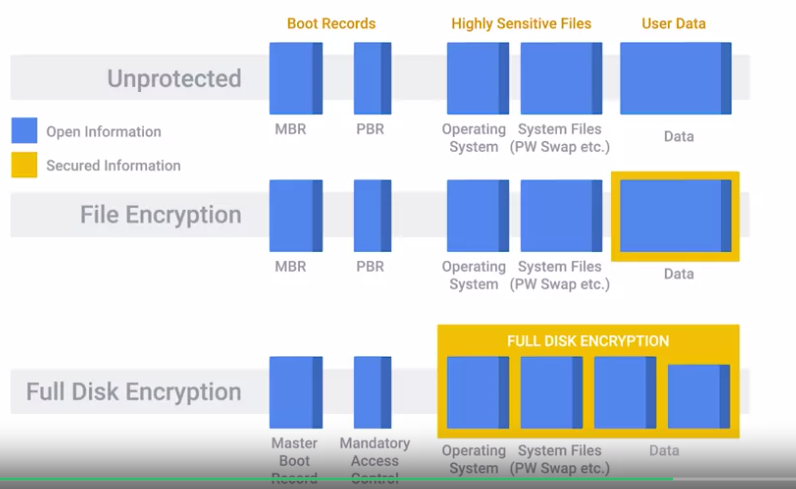 Boot Records
Highly Sensitive Files
User Data
Unprotected
MBR
PBR
Operating
System
System Files
(PW Swap etc.)
Data
Open Information
Secured Information
File Encryption
MBR
PBR
Operating
System
System Files
(PW Swap etc.)
Data
FULL DISK ENCRYPTION
Full Disk Encryption
Master
Boot
Record
Mandatory
Access
Control
Operating
System
System Files
(PW Swap etc.)
Data